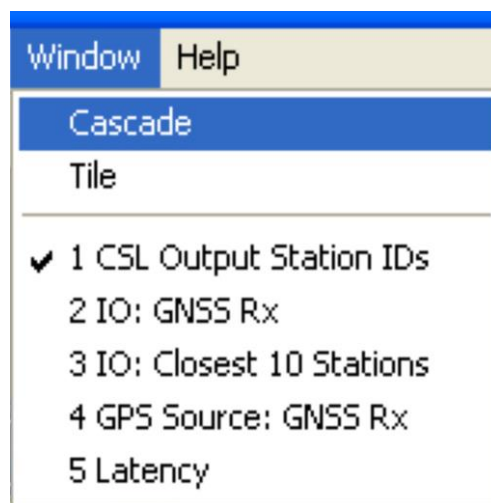 Window Help
Cascade
Tile
1 CSL Output Station IDs
2 IO: GNSS Rx
3 IO: Closest 10 Stations
4 GPS Source: GNSS Rx
5 Latency